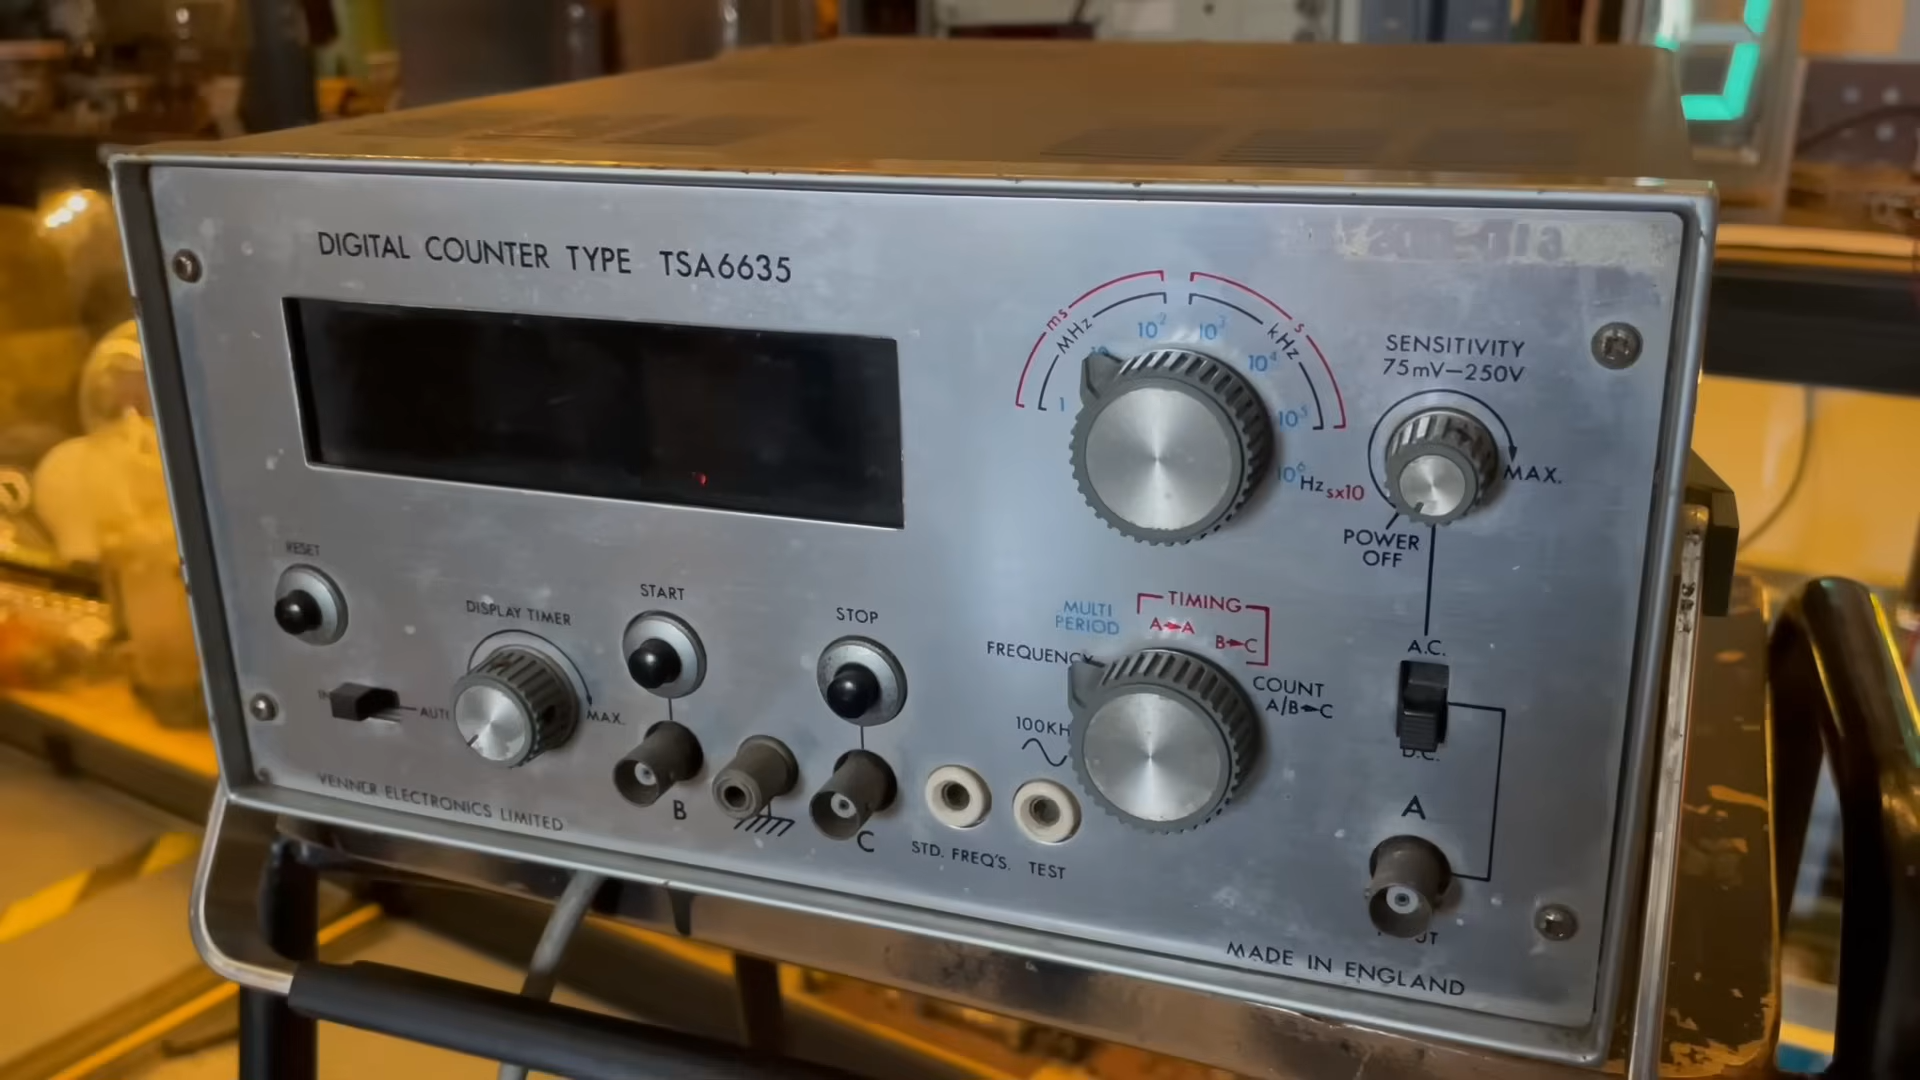 DIGITAL COUNTER TYPE TSA6635
ms
MHz
s
kHz
1
10
10²
10³
10⁴
10⁵
10⁶
Hz
sx10
SENSITIVITY
75mV–250V
MAX.
POWER
OFF
RESET
DISPLAY TIMER
MAX.
START
STOP
MULTI
PERIOD
TIMING
A➛A
B➛C
FREQUENCY
COUNT
A/B➛C
100KH
A.C.
D.C.
B
C
STD. FREQ'S.
TEST
A
VENNER ELECTRONICS LIMITED
MADE IN ENGLAND